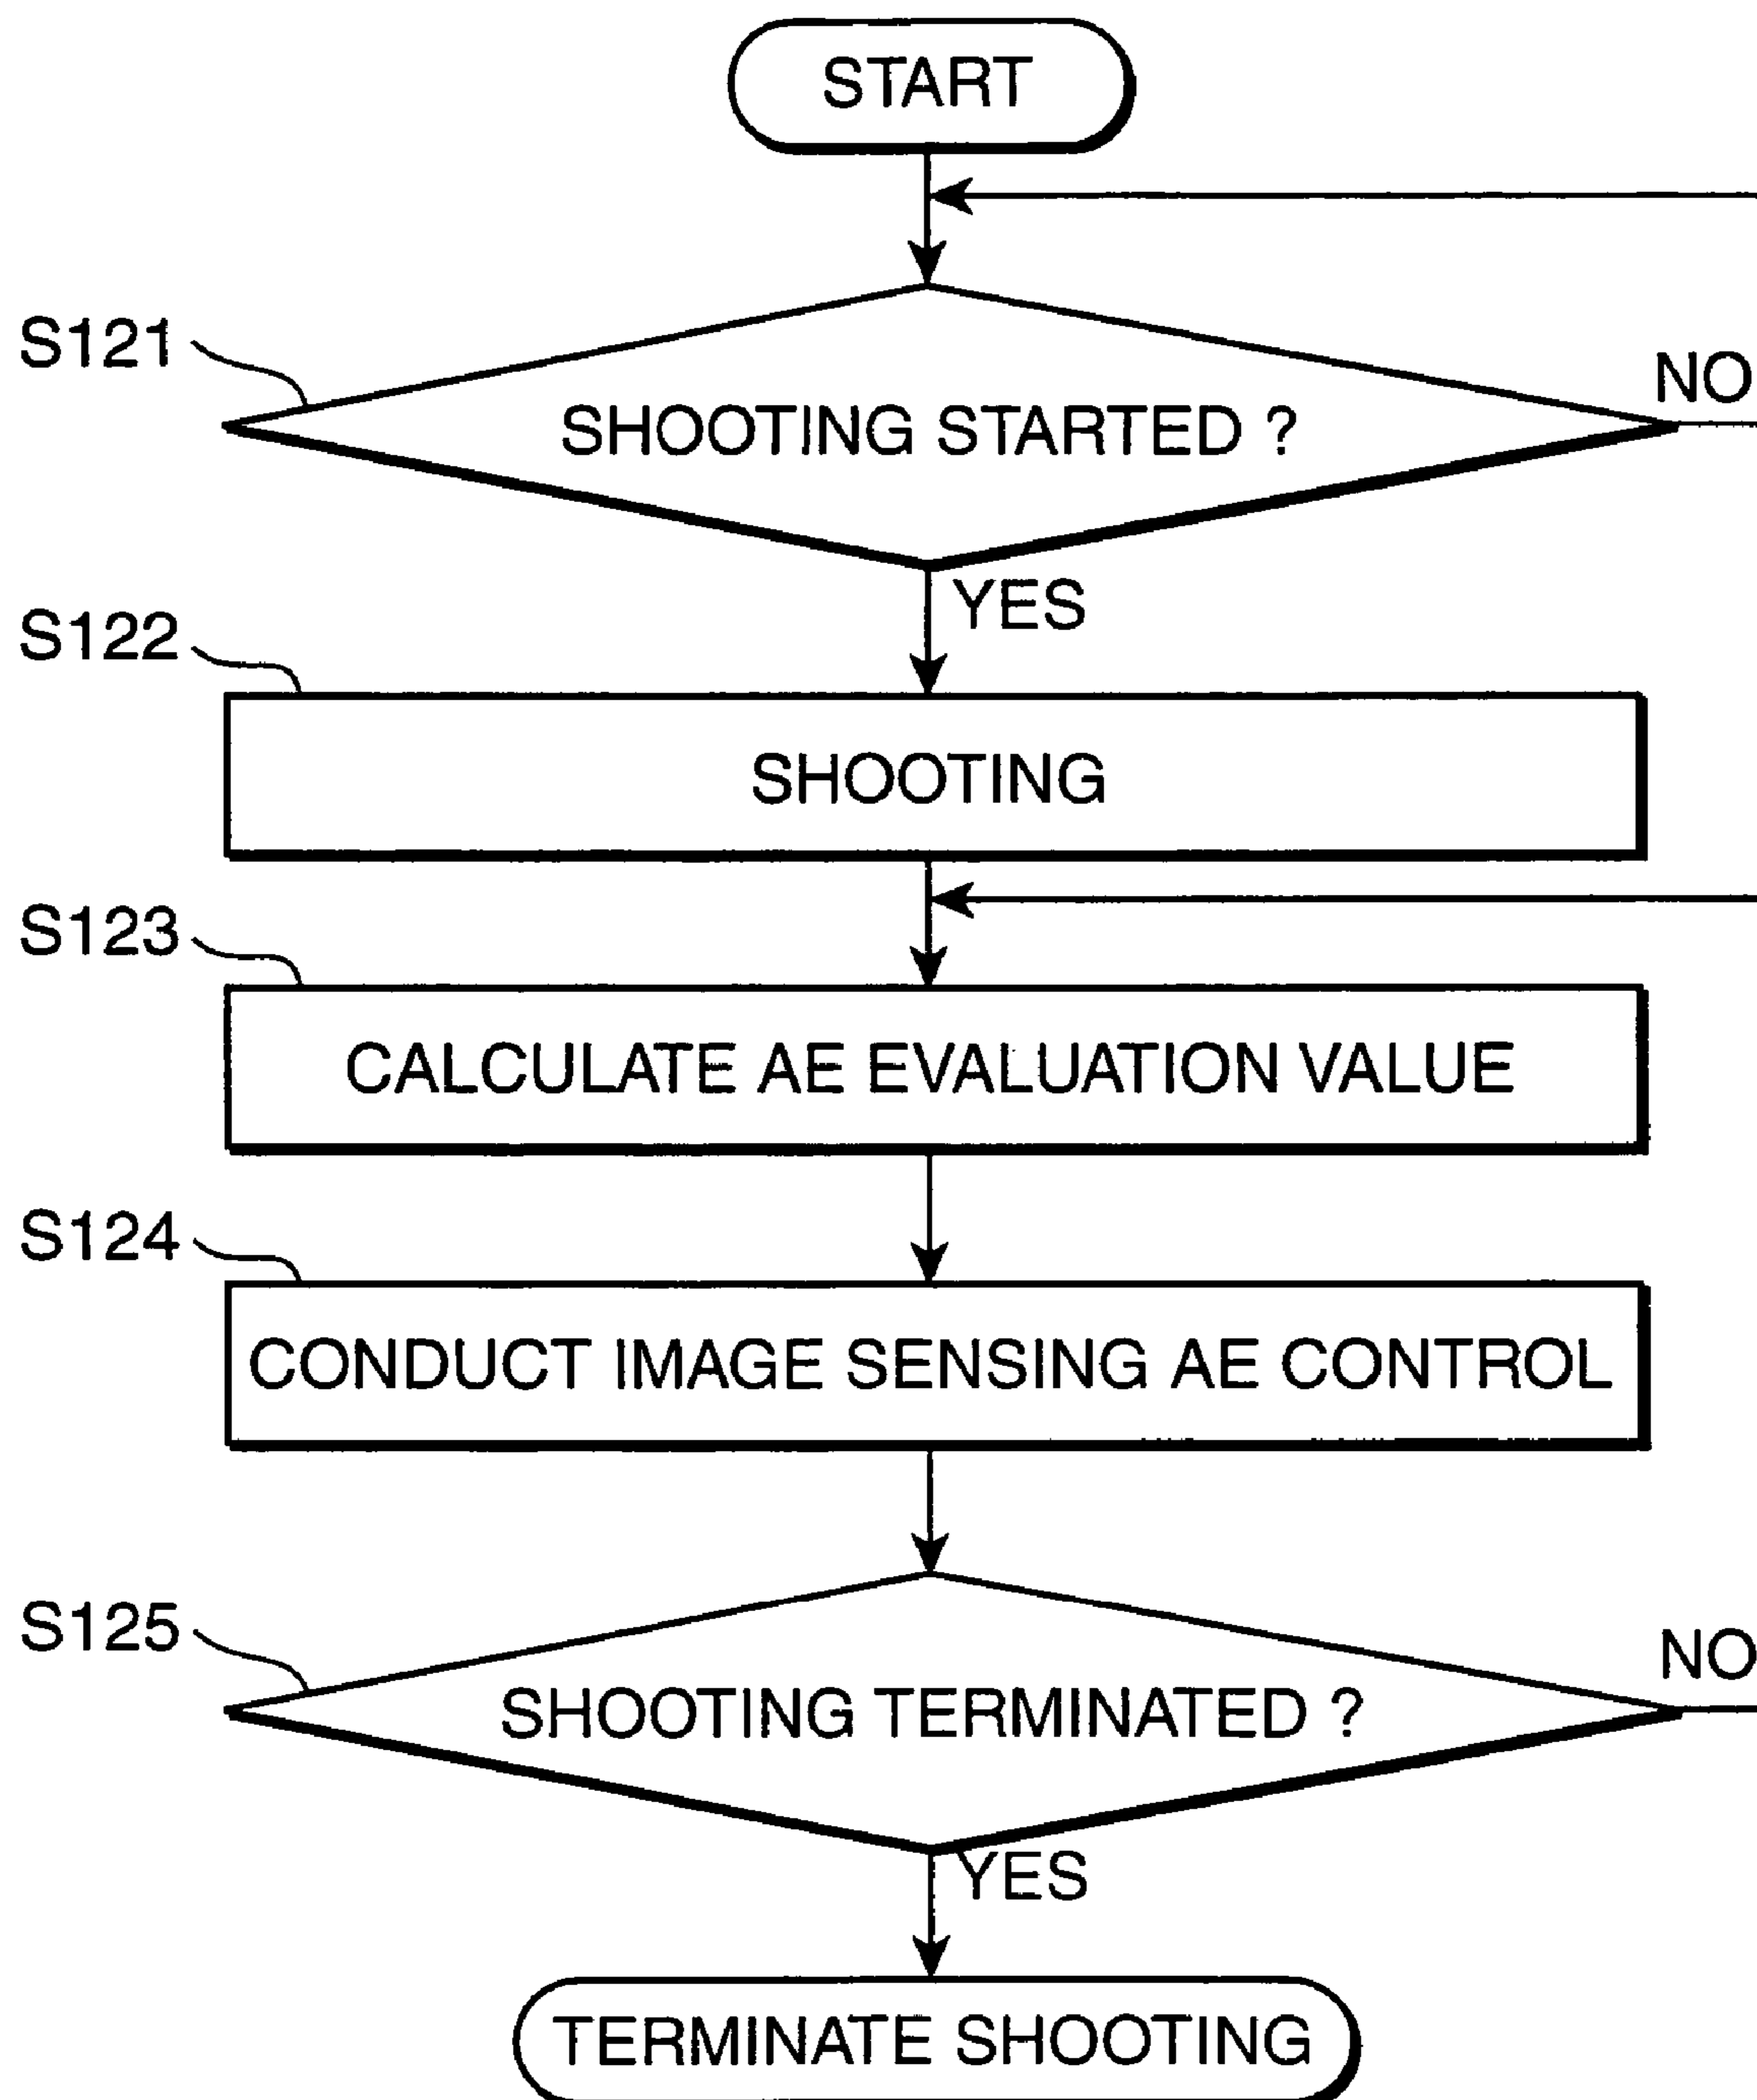 START
S121
SHOOTING STARTED ?
NO
YES
S122
SHOOTING
S123
CALCULATE AE EVALUATION VALUE
S124
CONDUCT IMAGE SENSING AE CONTROL
S125
SHOOTING TERMINATED ?
NO
YES
TERMINATE SHOOTING